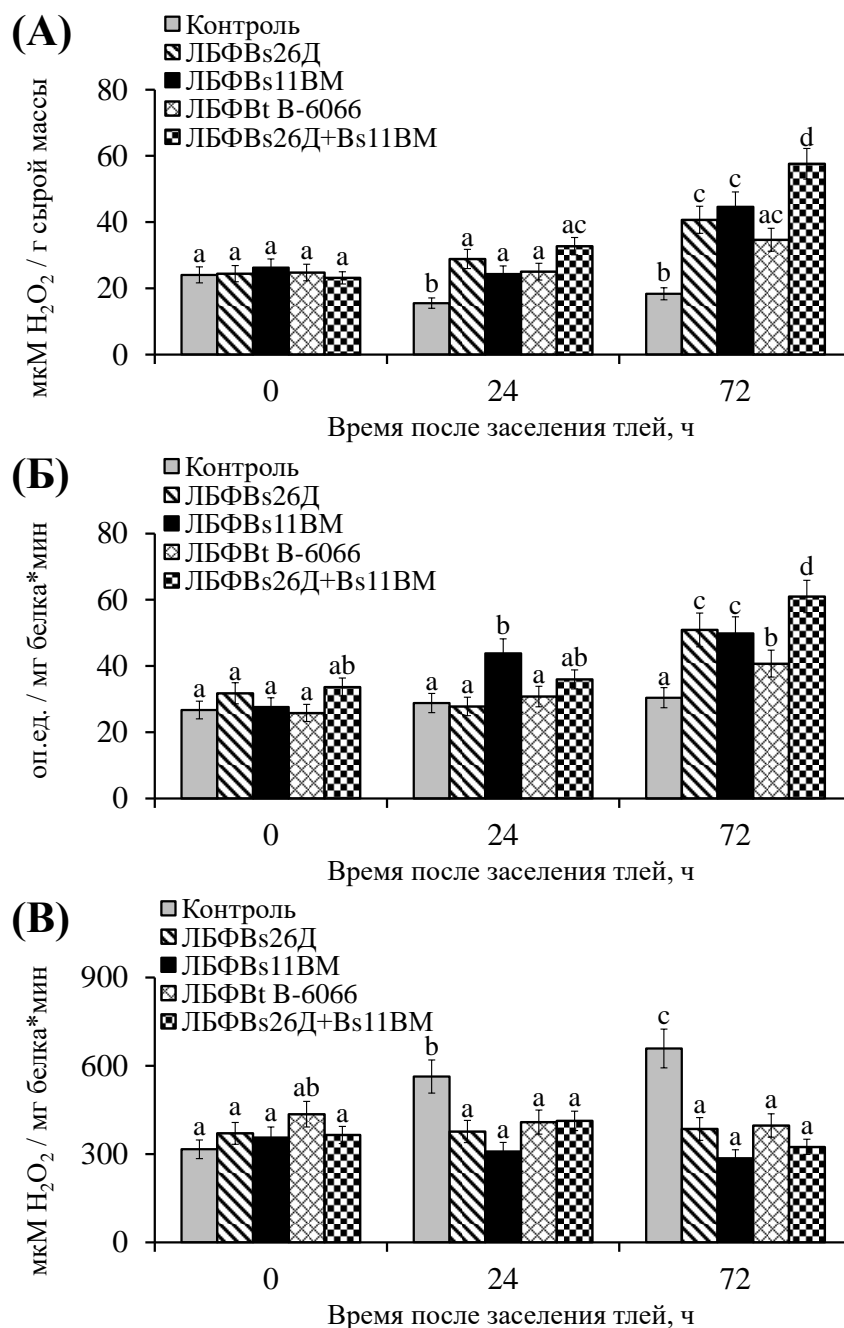 (А)
Контроль
ЛБФBs26Д
ЛБФBs11ВМ
ЛБФBt В-6066
ЛБФBs26Д+Bs11ВМ
мкМ H₂O₂ / г сырой массы
80
60
40
20
0
a a a a a
b a a a ac
b c c ac d
0 24 72
Время после заселения тлей, ч
(Б)
Контроль
ЛБФBs26Д
ЛБФBs11ВМ
ЛБФBt В-6066
ЛБФBs26Д+Bs11ВМ
оп.ед. / мг белка*мин
80
60
40
20
0
a a a a ab
a a b a ab
a c c b d
0 24 72
Время после заселения тлей, ч
(В)
Контроль
ЛБФBs26Д
ЛБФBs11ВМ
ЛБФBt В-6066
ЛБФBs26Д+Bs11ВМ
мкМ H₂O₂ / мг белка*мин
900
600
300
0
a a a ab a
b a a a a
c a a a a
0 24 72
Время после заселения тлей, ч